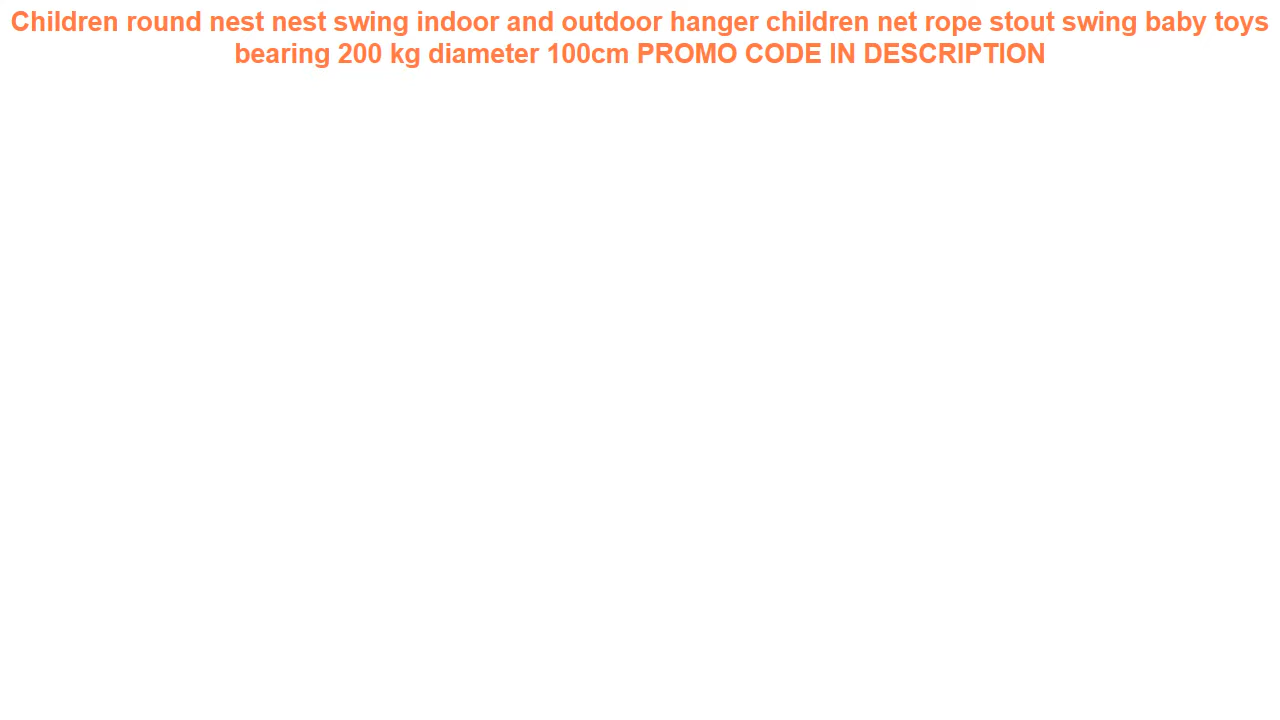 Children round nest nest swing indoor and outdoor hanger children net rope stout swing baby toys
bearing 200 kg diameter 100cm PROMO CODE IN DESCRIPTION